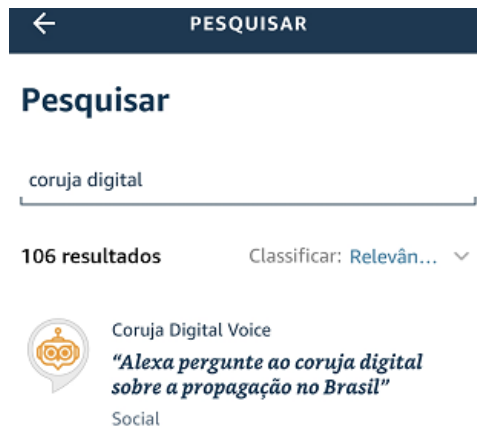 PESQUISAR
Pesquisar
coruja digital
106 resultados Classificar: Relevân...
Coruja Digital Voice
“Alexa pergunte ao coruja digital
sobre a propagação no Brasil”
Social